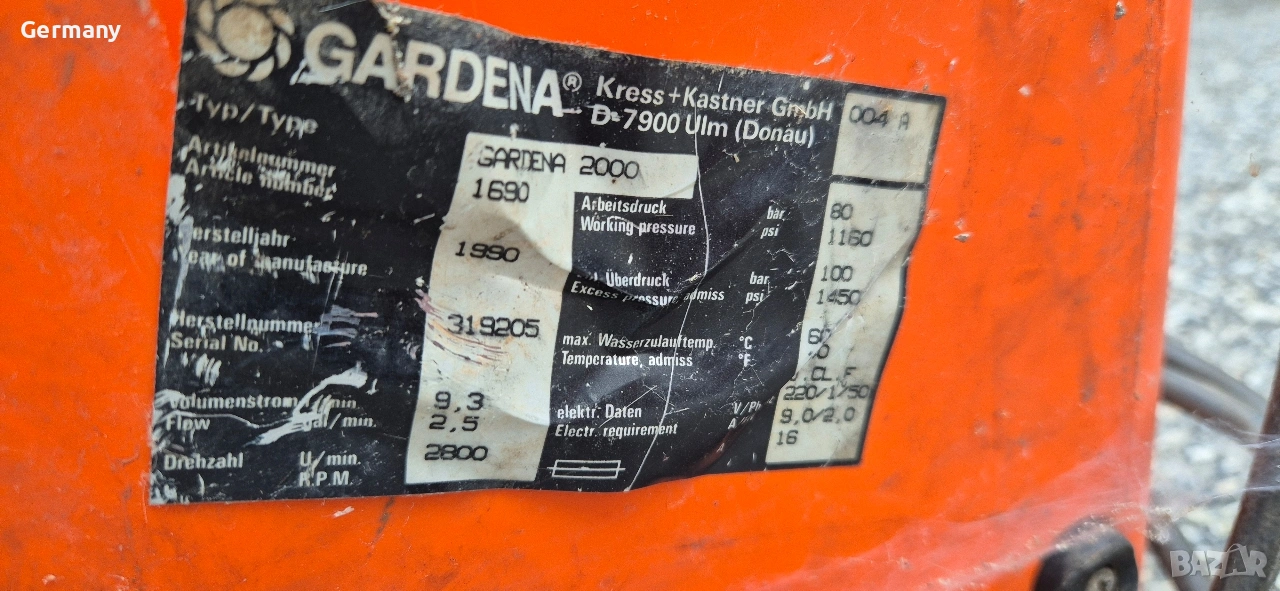 Germany
GARDENA® Kress+Kastner GmbH
D-7900 Ulm (Donau)
004 A
Typ/Type GARDENA 2000
Artikelnummer 1690
Article number
Arbeitsdruck bar 80
Working pressure psi 1160
Herstelljahr 1990
Year of manufacture
Überdruck bar 100
Excess pressure admiss psi 1450
Herstellnummer 319205
Serial No.
max. Wasserzulauftemp. °C 60
Temperature, admiss °F
CL.F
Volumenstrom l/min 9,3
Flow gal/min. 2,5
elektr. Daten V/Ph 220/1/50
Electr. requirement A 9,0/2,0
16
Drehzahl U/min. 2800
R.P.M.
BAZAR